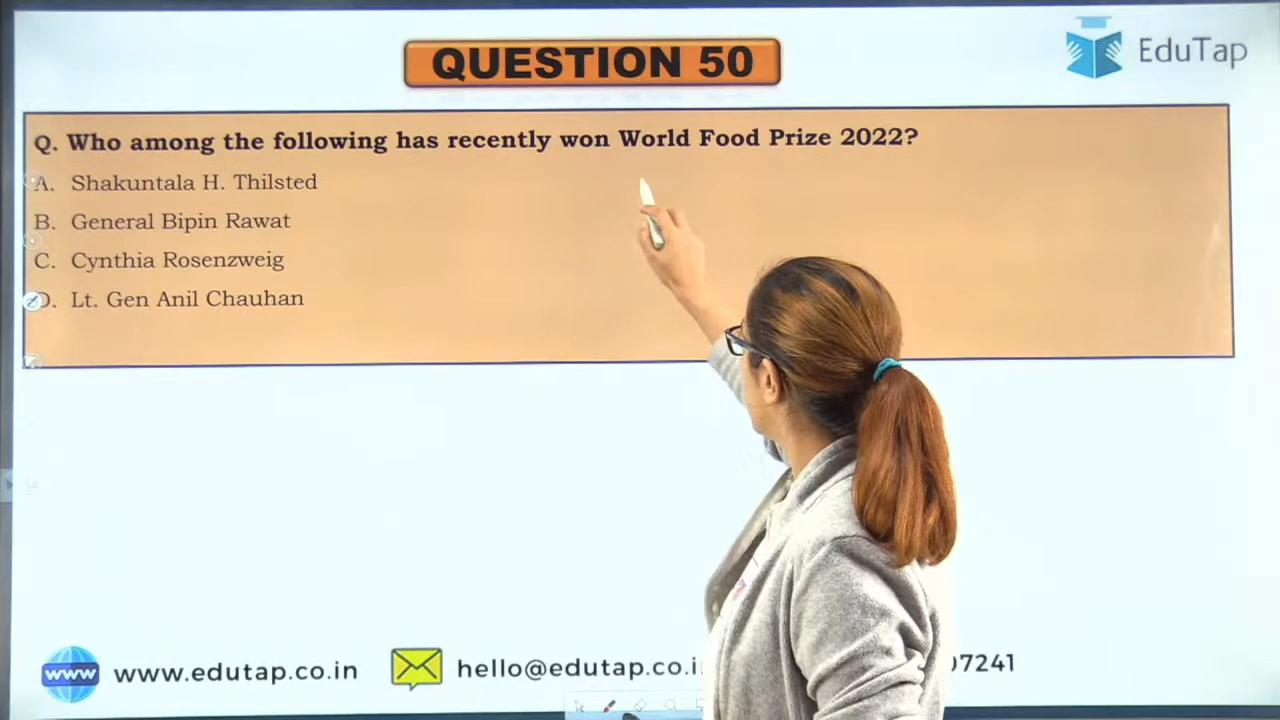 QUESTION 50
EduTap
Q. Who among the following has recently won World Food Prize 2022?
A. Shakuntala H. Thilsted
B. General Bipin Rawat
C. Cynthia Rosenzweig
D. Lt. Gen Anil Chauhan
www www.edutap.co.in hello@edutap.co.i 07241